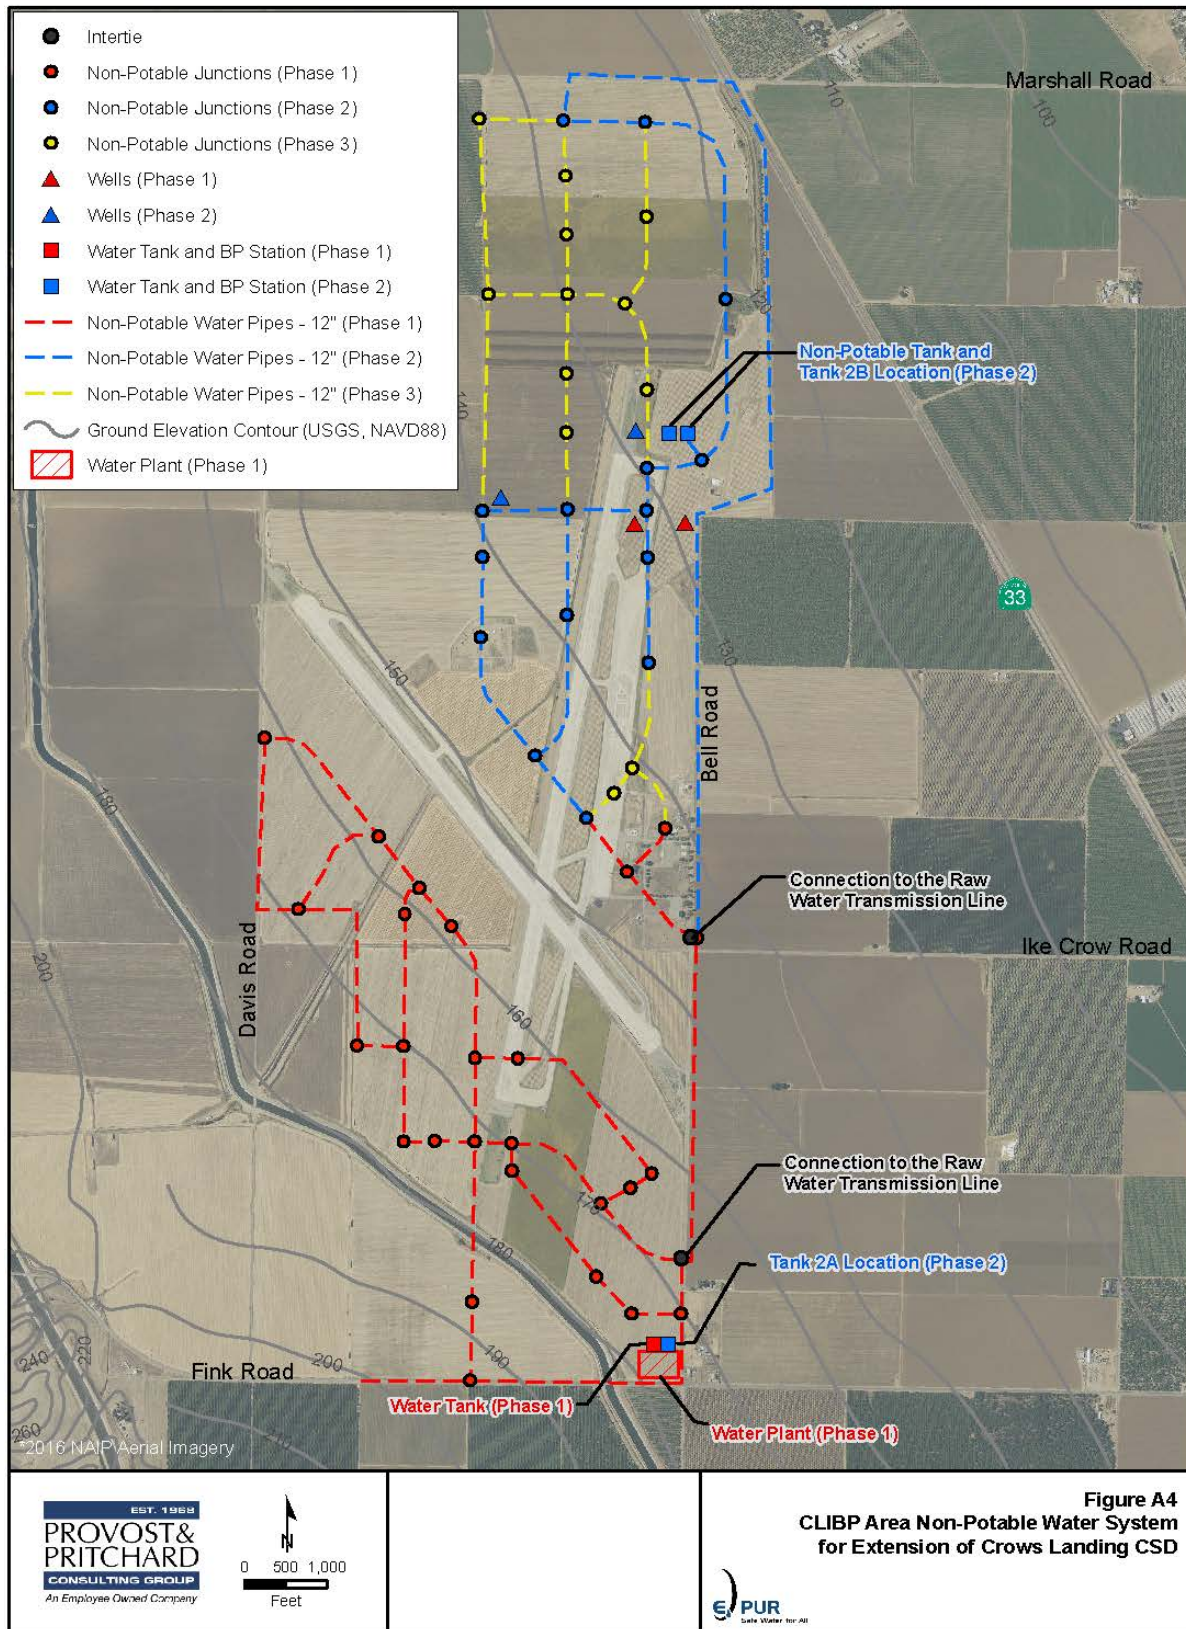 Intertie
Non-Potable Junctions (Phase 1)
Non-Potable Junctions (Phase 2)
Non-Potable Junctions (Phase 3)
Wells (Phase 1)
Wells (Phase 2)
Water Tank and BP Station (Phase 1)
Water Tank and BP Station (Phase 2)
Non-Potable Water Pipes - 12" (Phase 1)
Non-Potable Water Pipes - 12" (Phase 2)
Non-Potable Water Pipes - 12" (Phase 3)
Ground Elevation Contour (USGS, NAVD88)
Water Plant (Phase 1)
Marshall Road
110
100
120
Non-Potable Tank and
Tank 2B Location (Phase 2)
140
33
130
150
Bell Road
180
Connection to the Raw
Water Transmission Line
Ike Crow Road
200
Davis Road
160
Connection to the Raw
Water Transmission Line
170
180
Tank 2A Location (Phase 2)
Fink Road
200
190
240
220
260
Water Tank (Phase 1)
Water Plant (Phase 1)
*2016 NAIP Aerial Imagery
EST. 1968
PROVOST&
PRITCHARD
CONSULTING GROUP
An Employee Owned Company
N
0 500 1,000
Feet
Figure A4
CLIBP Area Non-Potable Water System
for Extension of Crows Landing CSD
PUR
Safe Water for All